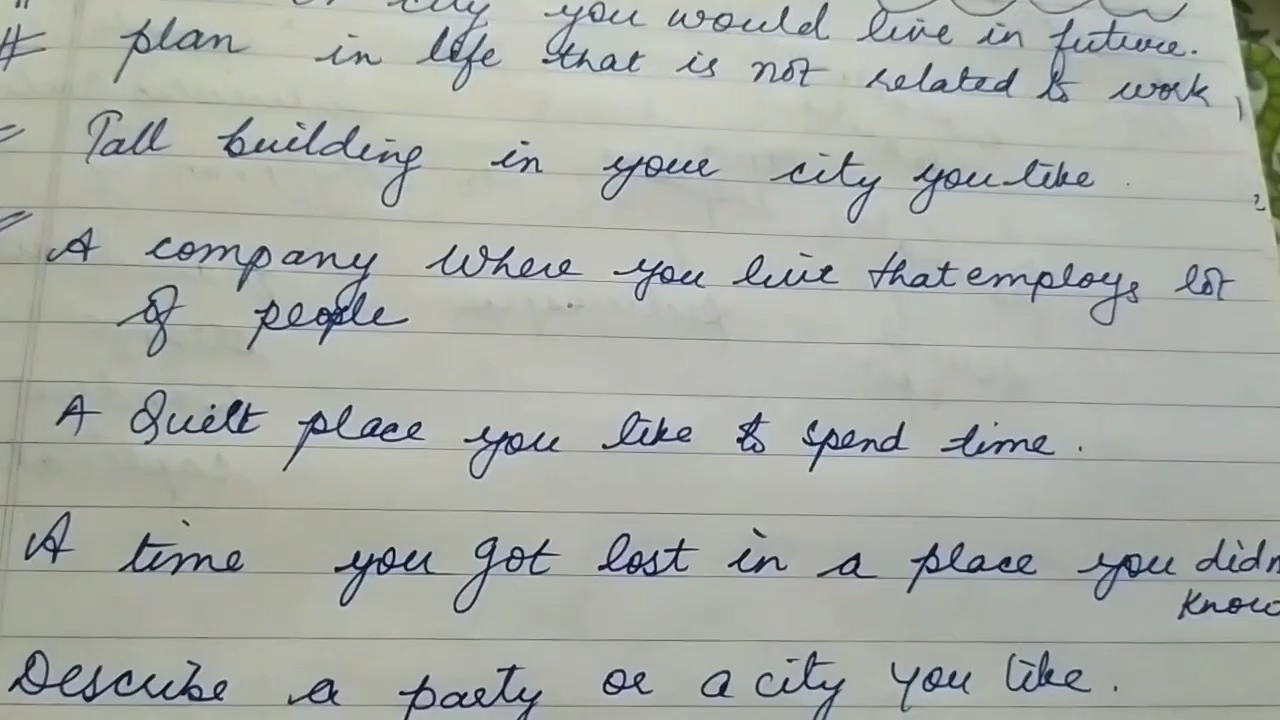 city you would live in future.
# plan in life that is not related to work
= Tall building in your city you like.
= A company where you live that employs lot
of people
A Quiet place you like to spend time.
A time you got lost in a place you didn
know
Describe a party or a city you like.